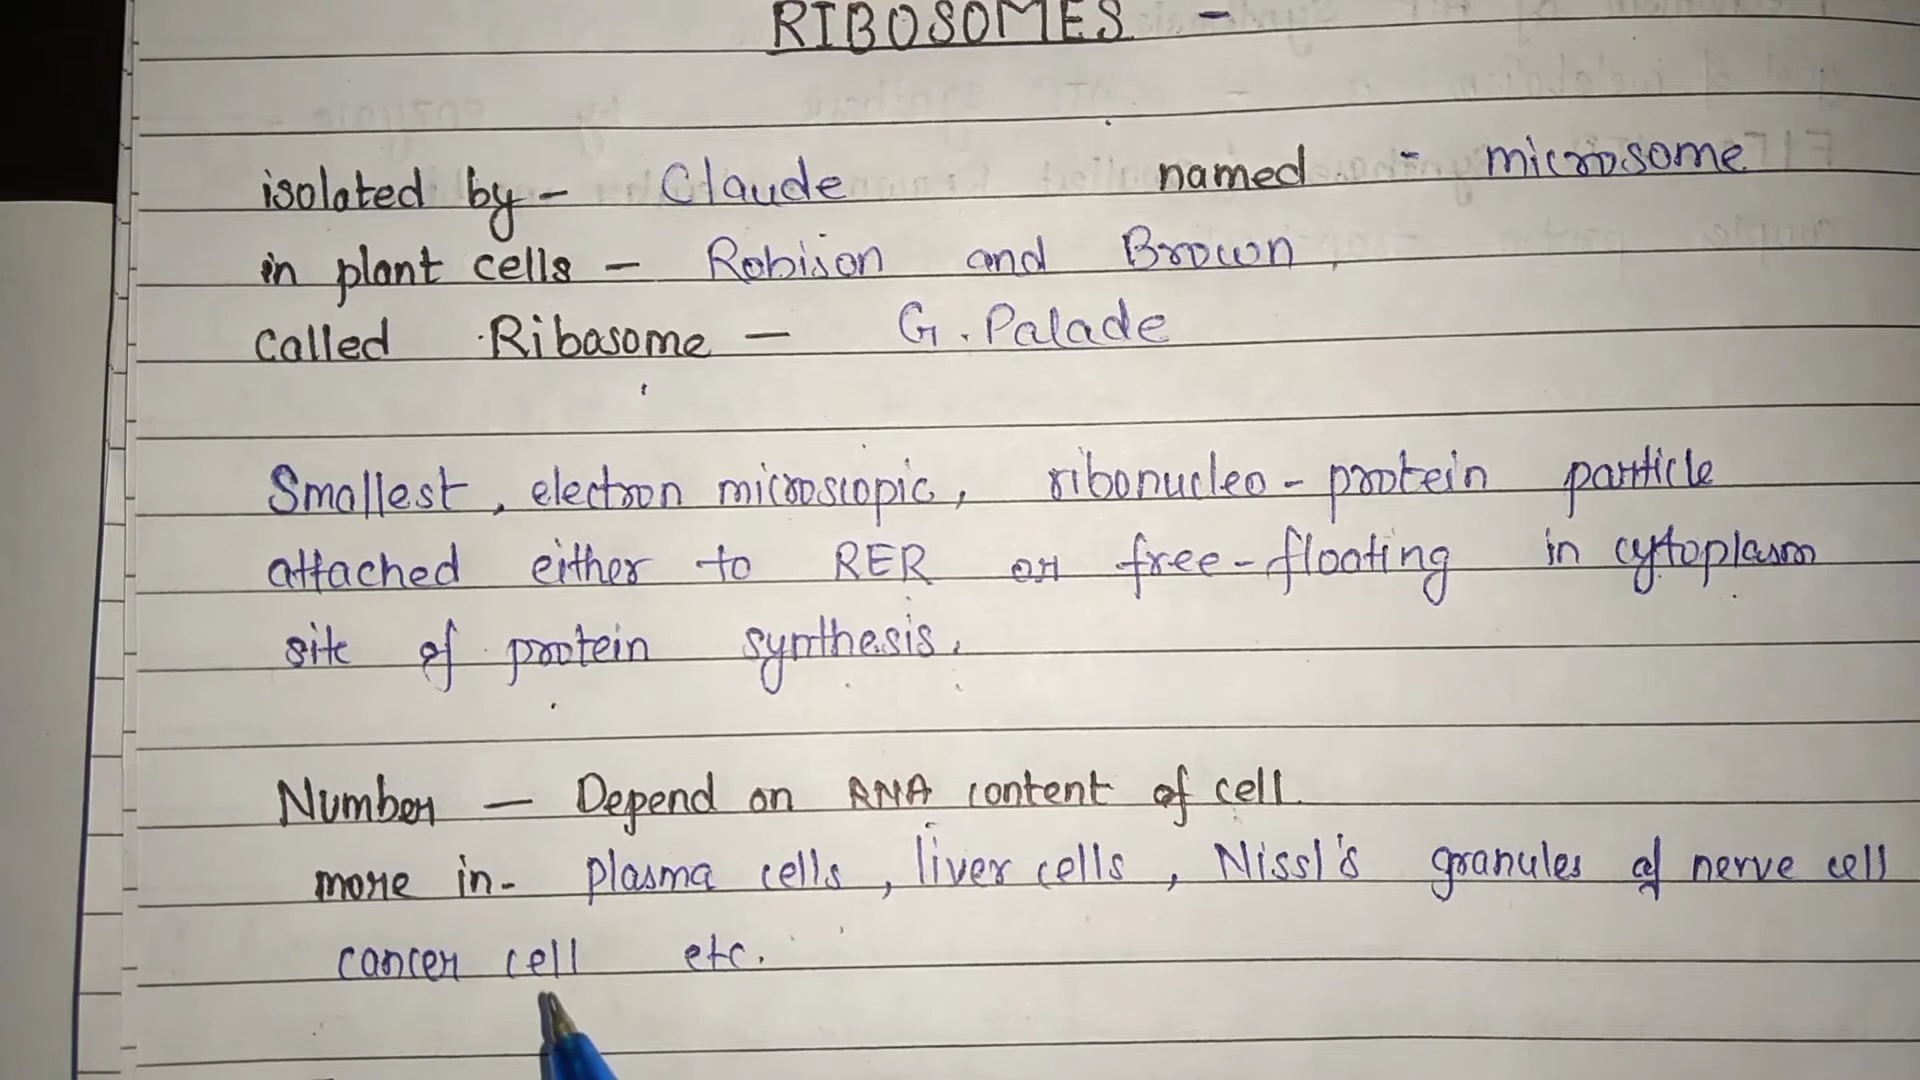 RIBOSOMES -
isolated by - Claude named - microsome
in plant cells - Robison and Brown
called Ribasome - G. Palade
Smallest, electron microscopic, ribonucleo-protein particle
attached either to RER or free-floating in cytoplasm
site of protein synthesis.
Number - Depend on RNA content of cell.
more in- plasma cells, liver cells, Nissl's granules of nerve cell
cancer cell etc.